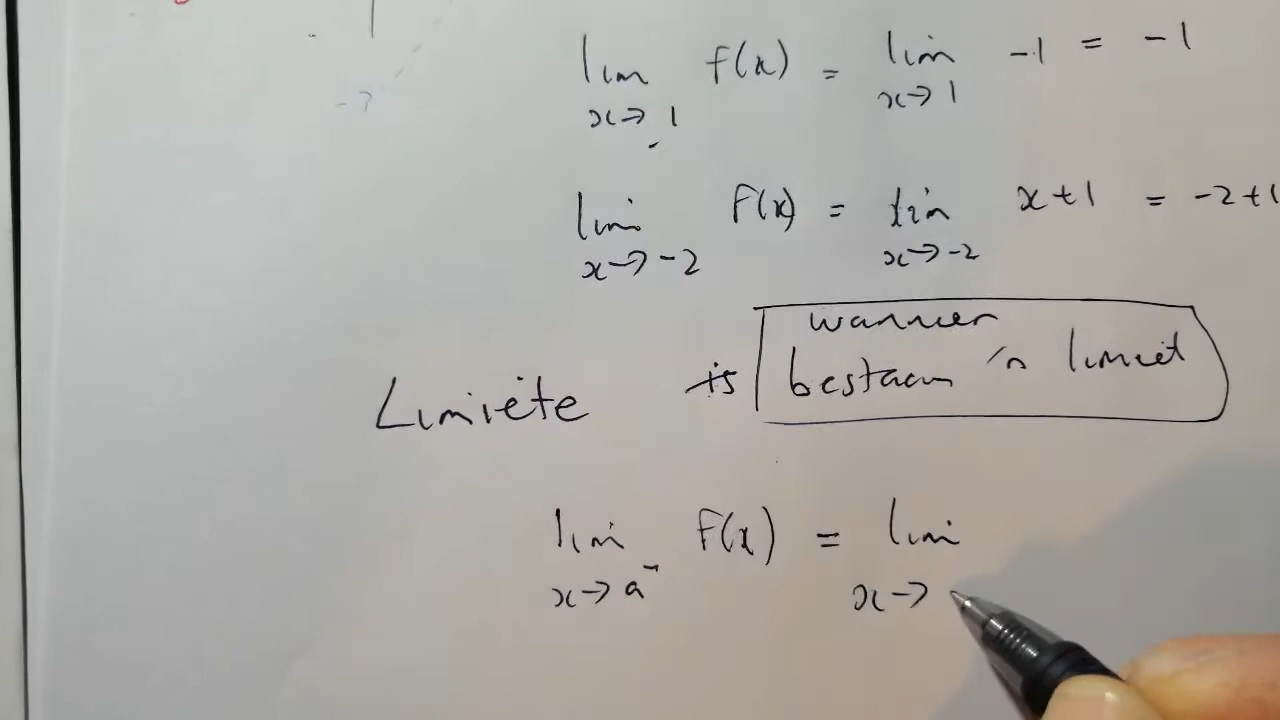 lim f(x) = lim -1 = -1
x→1 x→1
lim f(x) = lim x+1 = -2+1
x→-2 x→-2
wanneer
Limiête is bestaan 'n limiet
lim f(x) = lim
x→a⁻ x→